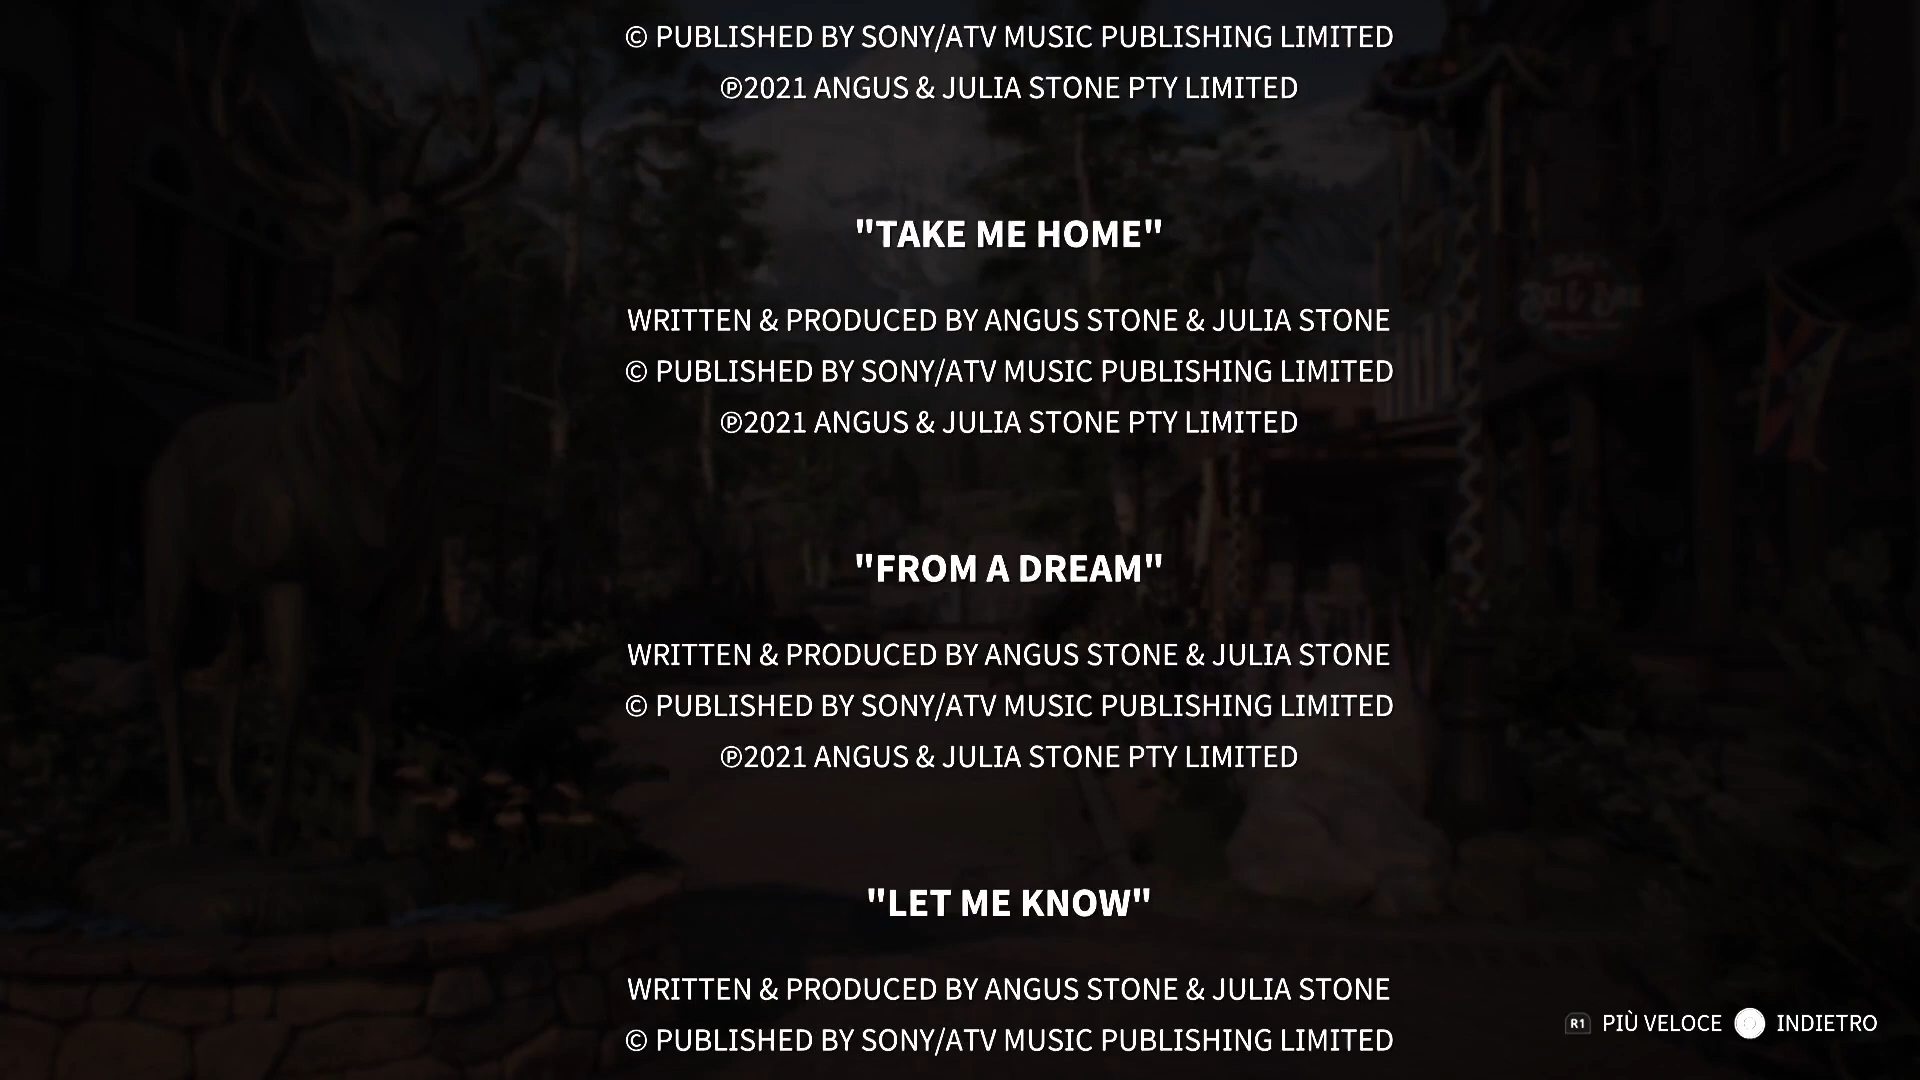 © PUBLISHED BY SONY/ATV MUSIC PUBLISHING LIMITED
℗2021 ANGUS & JULIA STONE PTY LIMITED
"TAKE ME HOME"
WRITTEN & PRODUCED BY ANGUS STONE & JULIA STONE
© PUBLISHED BY SONY/ATV MUSIC PUBLISHING LIMITED
℗2021 ANGUS & JULIA STONE PTY LIMITED
"FROM A DREAM"
WRITTEN & PRODUCED BY ANGUS STONE & JULIA STONE
© PUBLISHED BY SONY/ATV MUSIC PUBLISHING LIMITED
℗2021 ANGUS & JULIA STONE PTY LIMITED
"LET ME KNOW"
WRITTEN & PRODUCED BY ANGUS STONE & JULIA STONE
© PUBLISHED BY SONY/ATV MUSIC PUBLISHING LIMITED
R1 PIÙ VELOCE INDIETRO